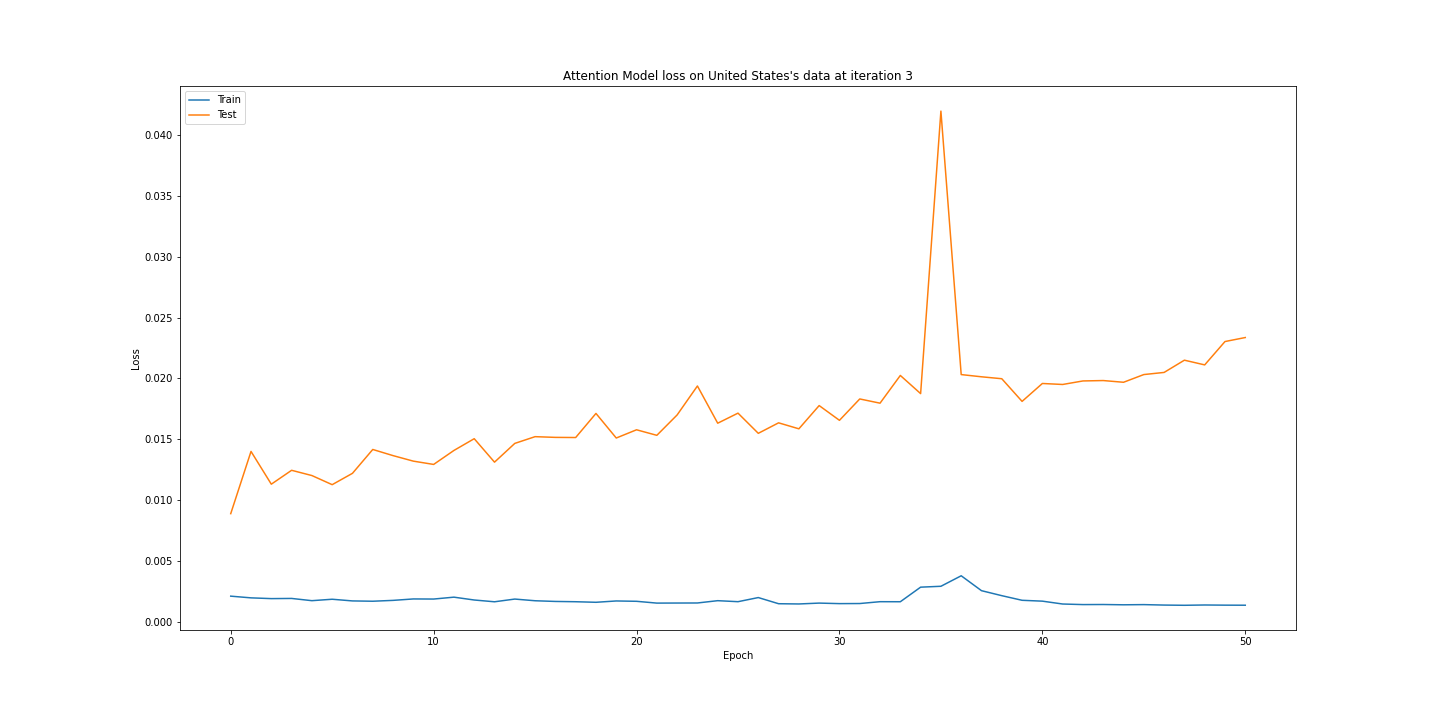 Attention Model loss on United States's data at iteration 3
Train
Test
0.040
0.035
0.030
0.025
0.020
0.015
0.010
0.005
0.000
Loss
0 10 20 30 40 50
Epoch